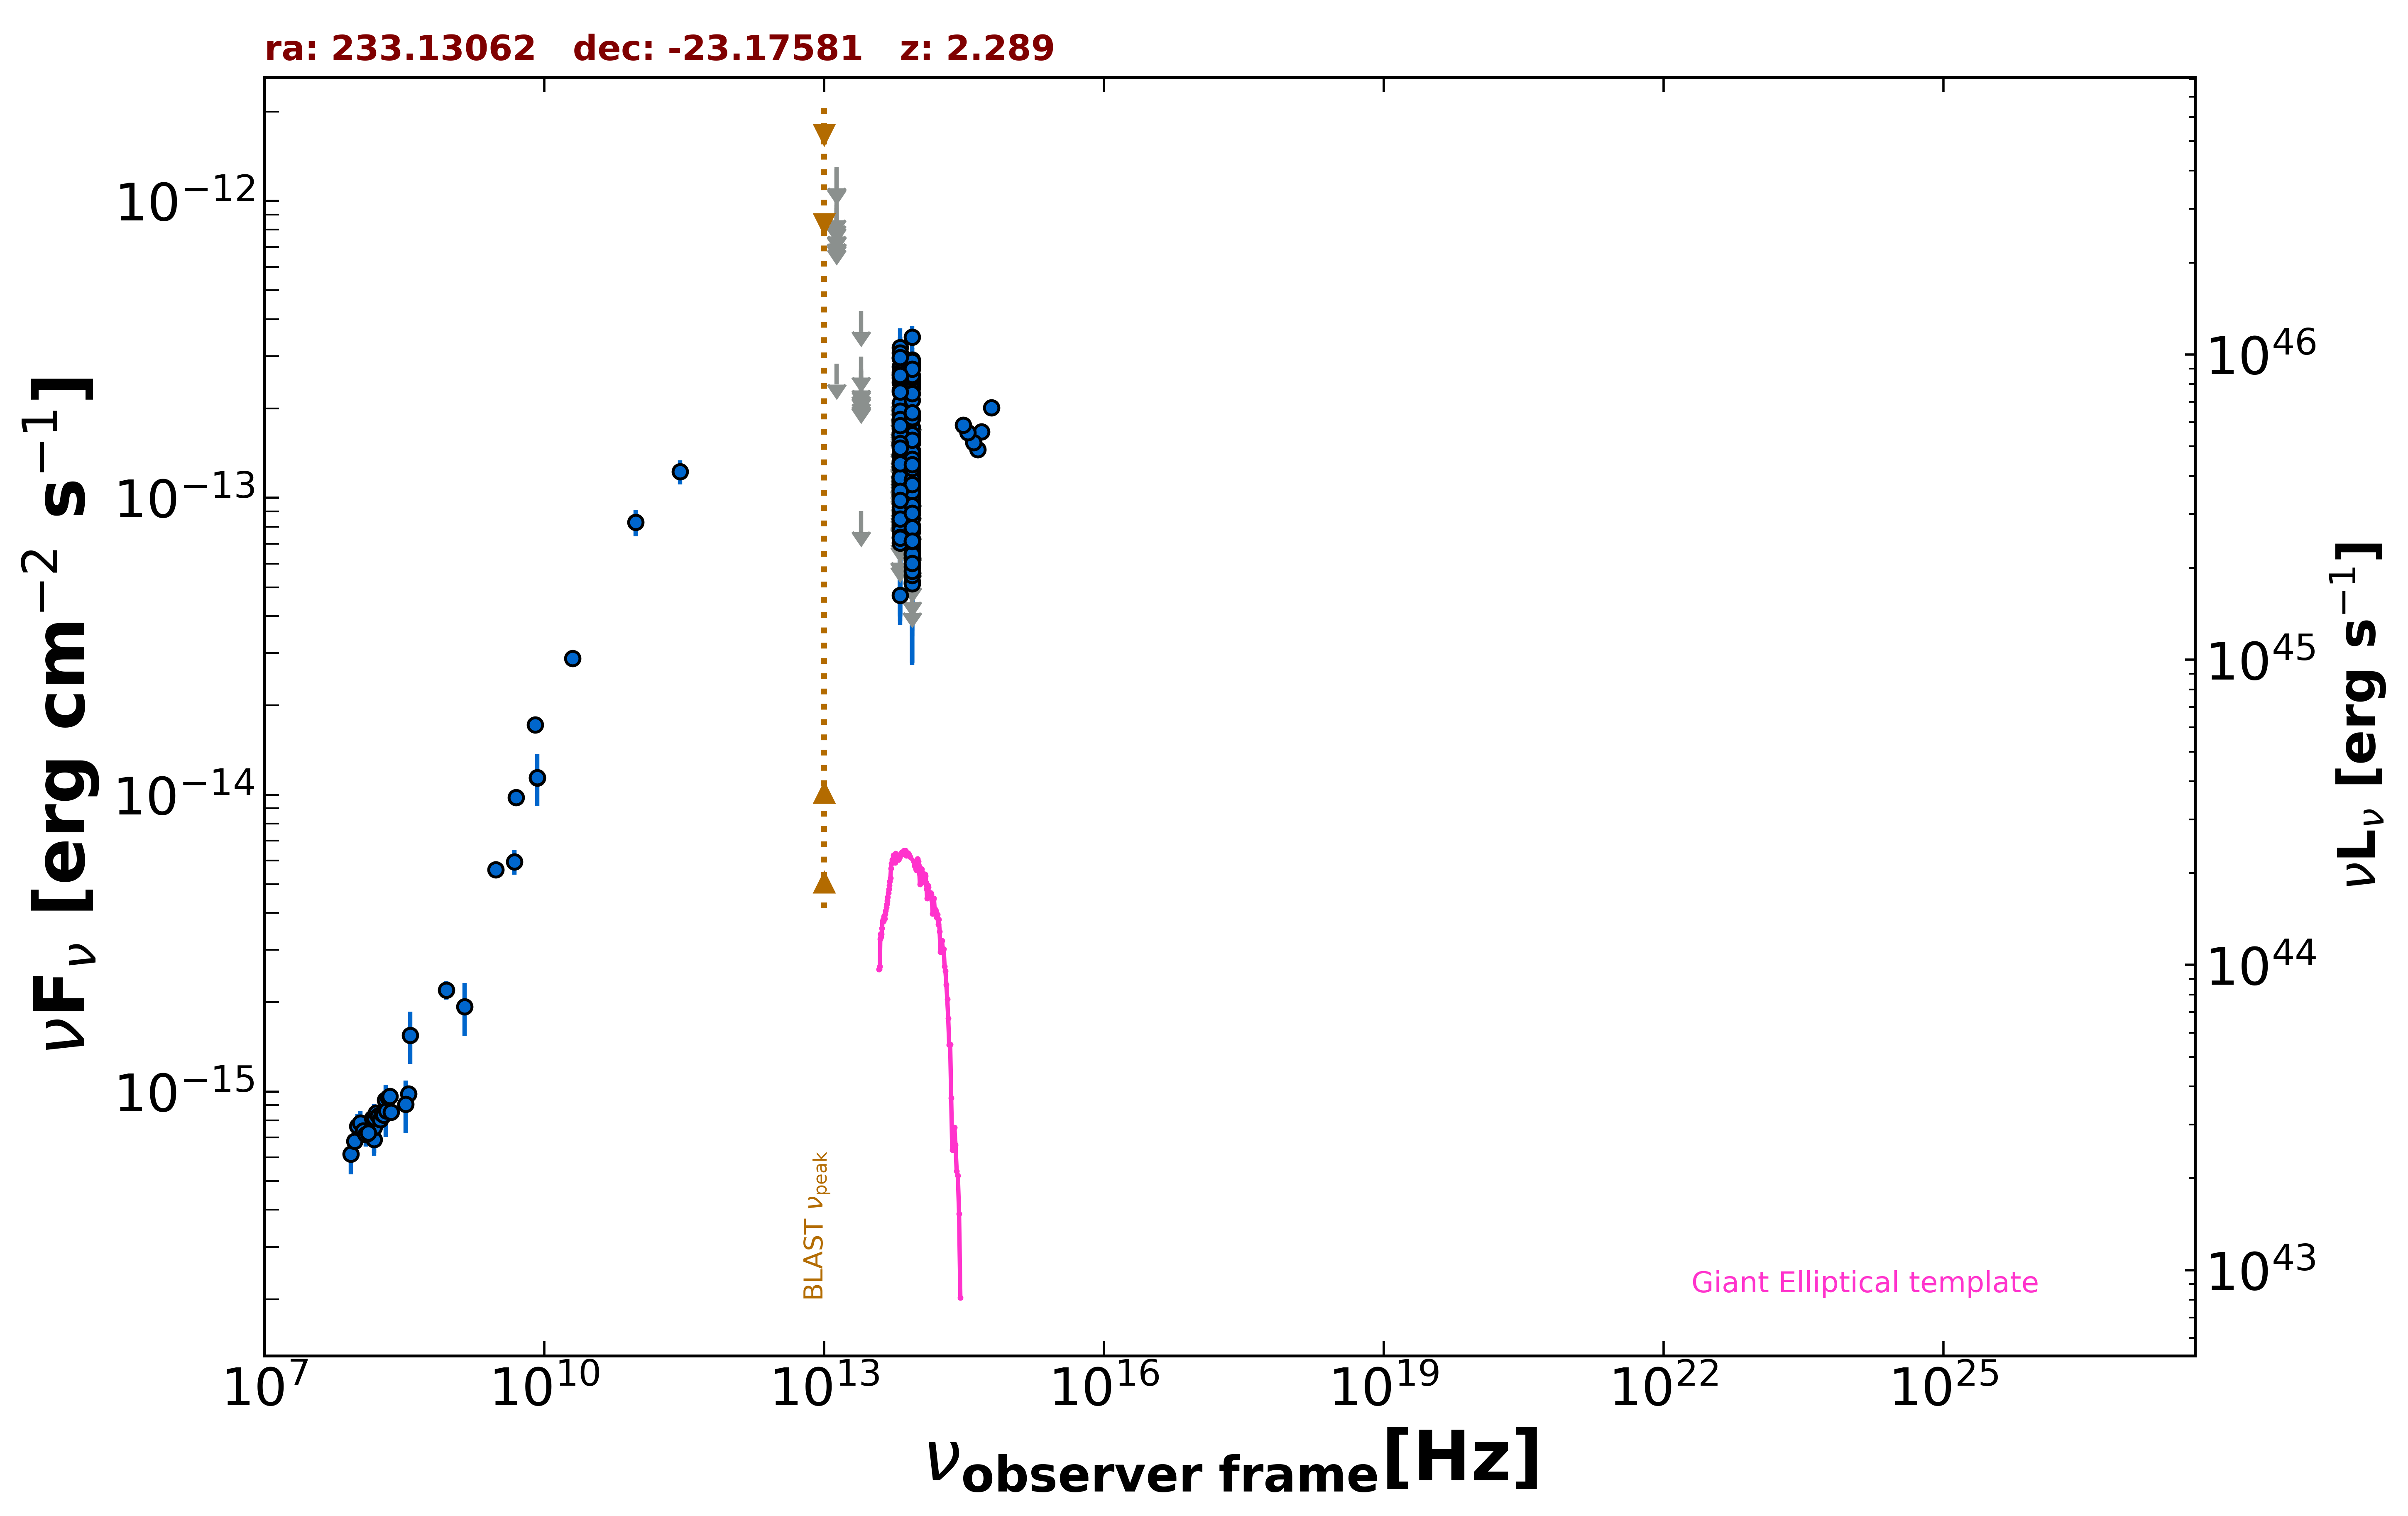 ra: 233.13062 dec: -23.17581 z: 2.289
νF_ν [erg cm^−2 s^−1]
10^−12
10^−13
10^−14
10^−15
10^46
10^45
10^44
10^43
νL_ν [erg s^−1]
BLAST ν_peak
Giant Elliptical template
10^7 10^10 10^13 10^16 10^19 10^22 10^25
ν_observer frame [Hz]